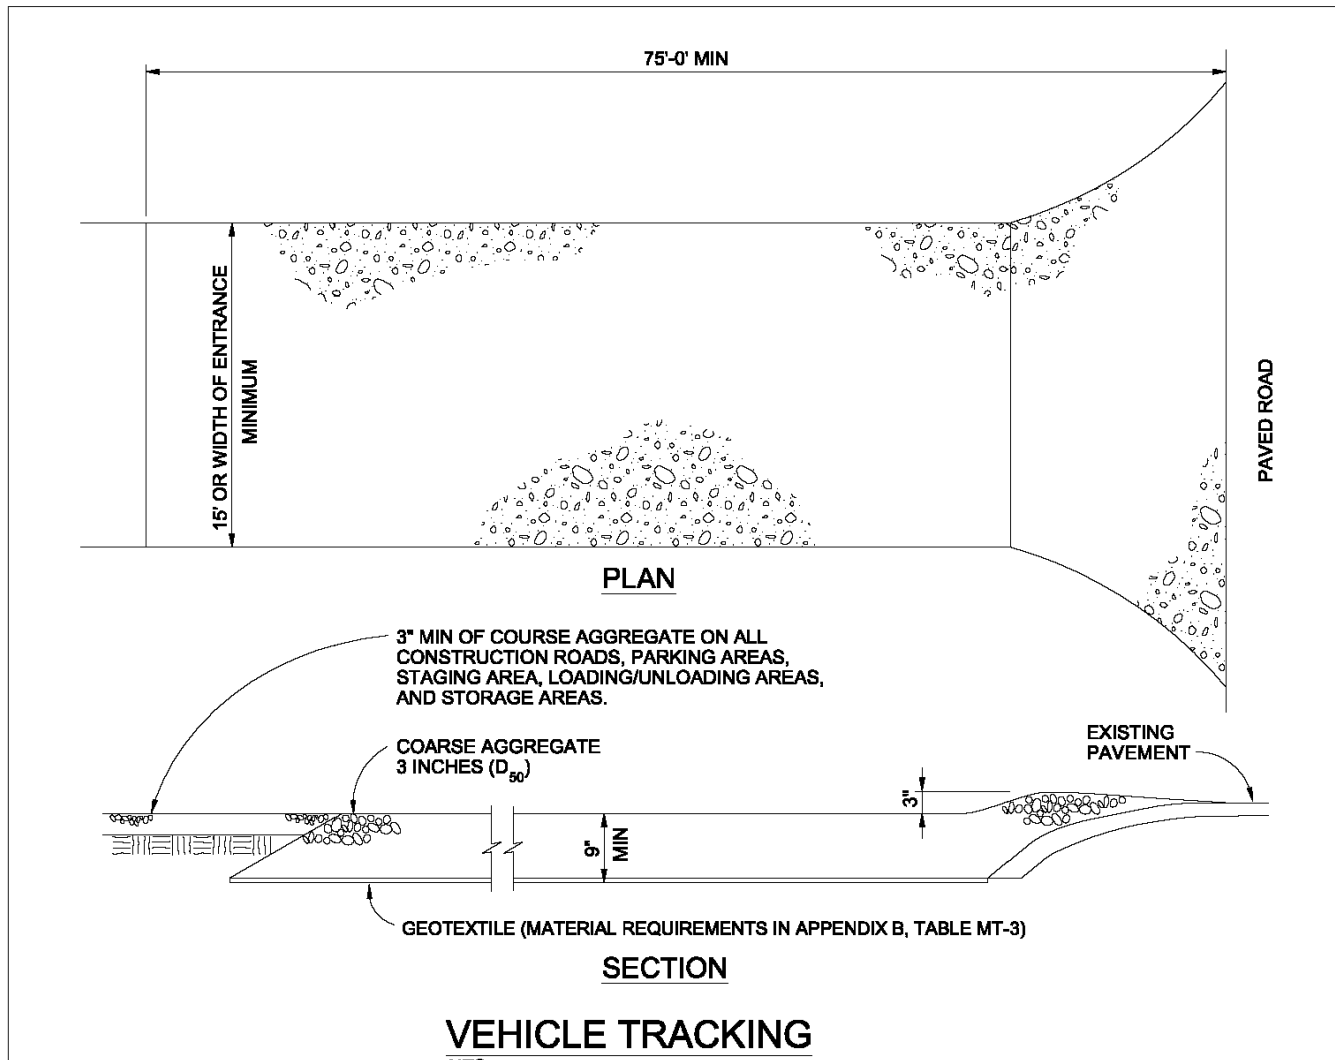 75'-0' MIN
15' OR WIDTH OF ENTRANCE
MINIMUM
PAVED ROAD
PLAN
3" MIN OF COURSE AGGREGATE ON ALL
CONSTRUCTION ROADS, PARKING AREAS,
STAGING AREA, LOADING/UNLOADING AREAS,
AND STORAGE AREAS.
COARSE AGGREGATE
3 INCHES (D50)
EXISTING
PAVEMENT
3"
9"
MIN
GEOTEXTILE (MATERIAL REQUIREMENTS IN APPENDIX B, TABLE MT-3)
SECTION
VEHICLE TRACKING